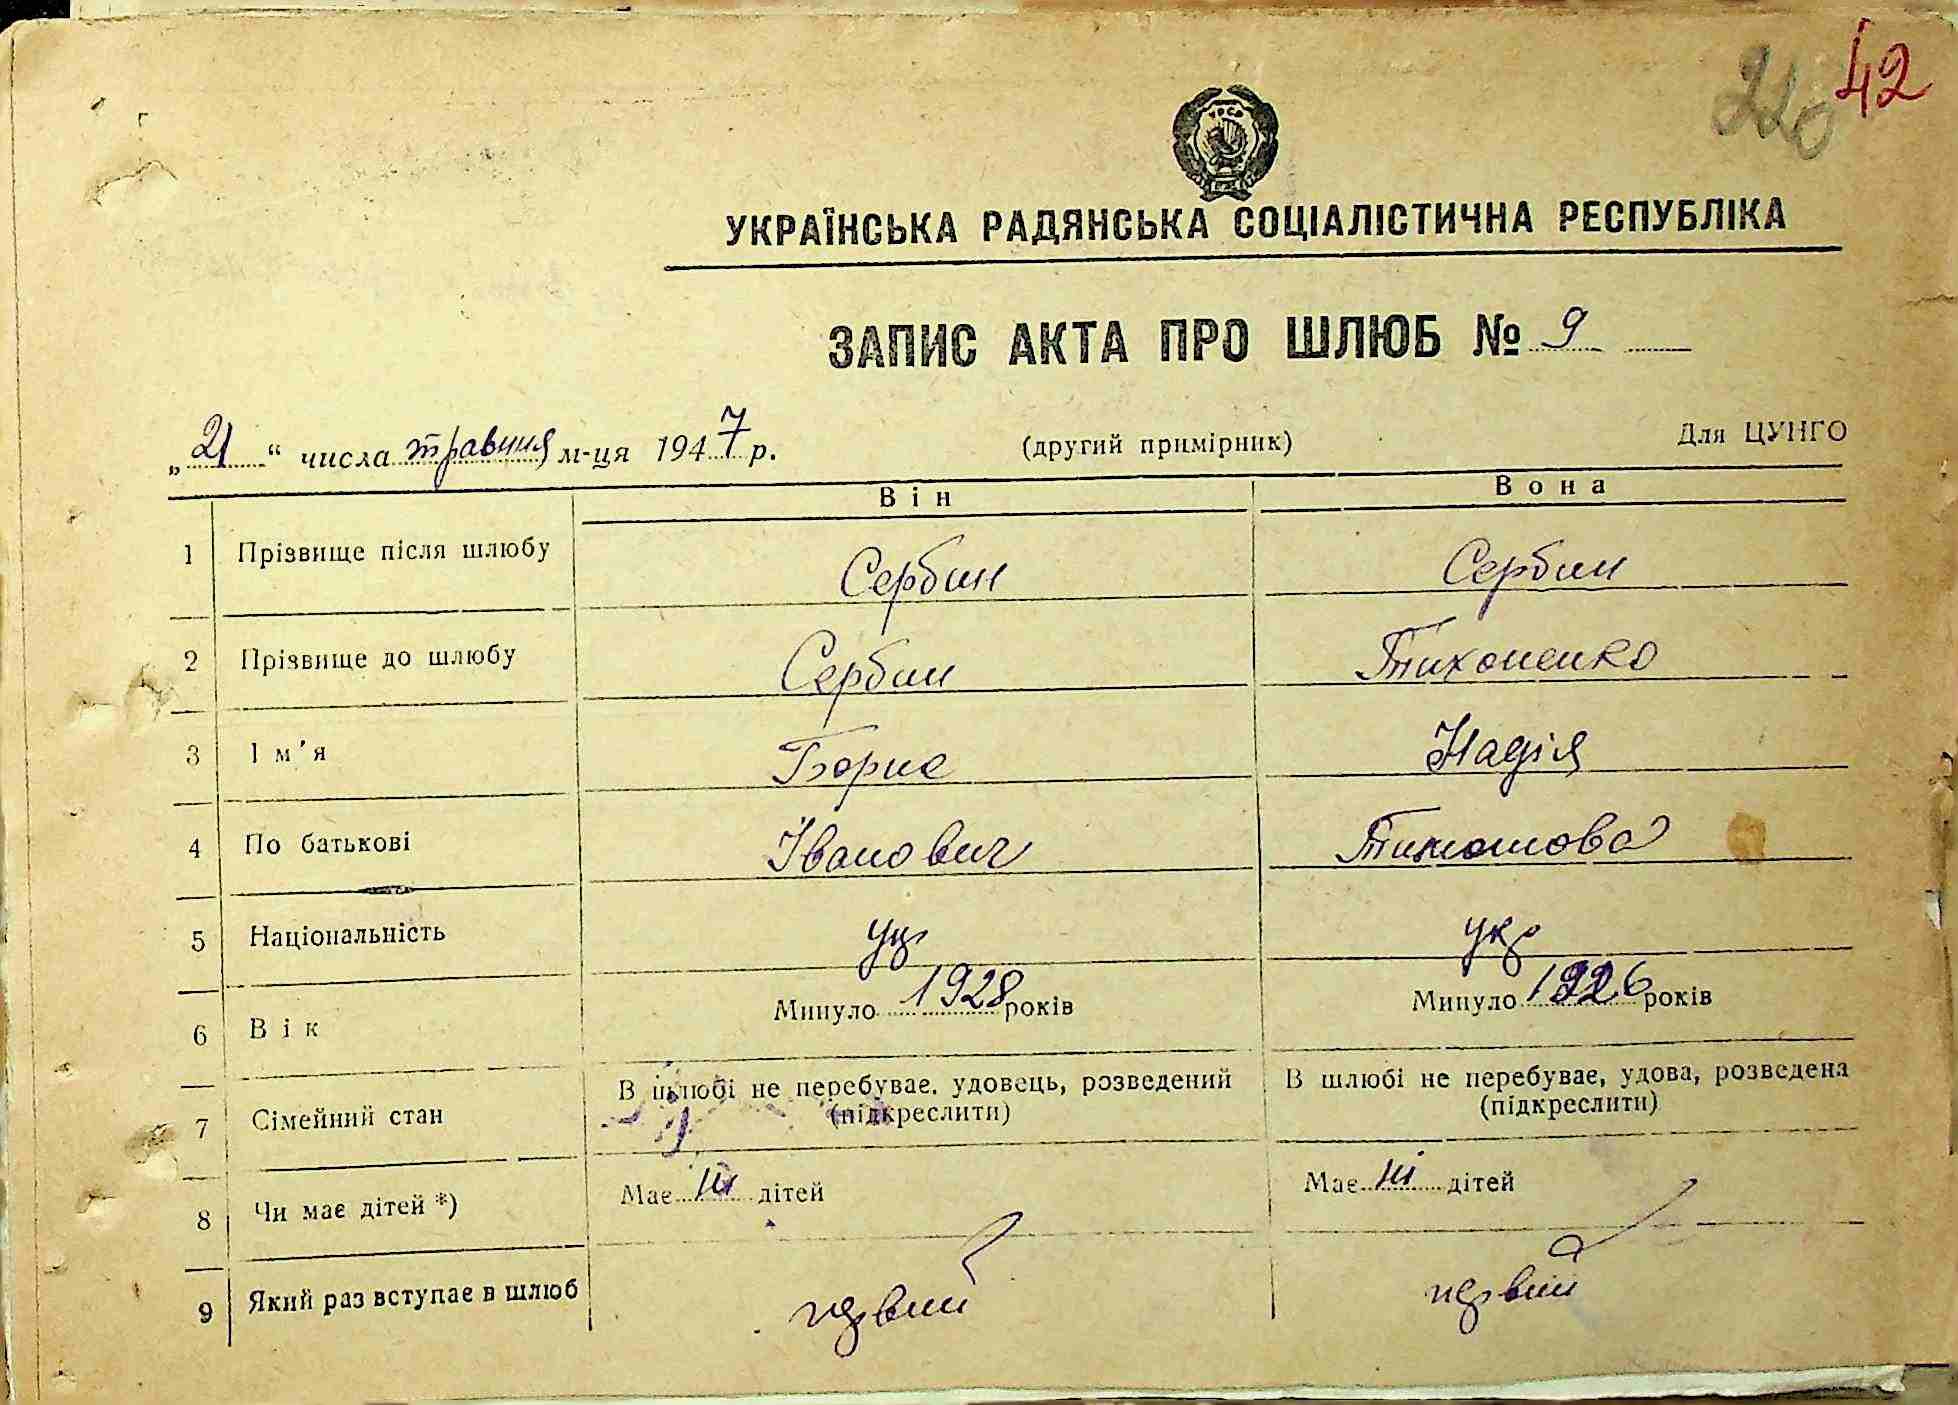 42
УРСР
УКРАЇНСЬКА РАДЯНСЬКА СОЦІАЛІСТИЧНА РЕСПУБЛІКА
ЗАПИС АКТА ПРО ШЛЮБ № 9
„21“ числа травня м-ця 1947 р. (другий примірник) Для ЦУНГО
Він Вона
1 Прізвище після шлюбу Сербин Сербин
2 Прізвище до шлюбу Сербин Тихоненко
3 Ім'я Борис Надія
4 По батькові Іванович
5 Національність укр укр
6 Вік Минуло 1928 років Минуло 1926 років
7 Сімейний стан В шлюбі не перебуває, удовець, розведений (підкреслити) В шлюбі не перебуває, удова, розведена (підкреслити)
8 Чи має дітей *) Має ні дітей Має ні дітей
9 Який раз вступає в шлюб первий первий